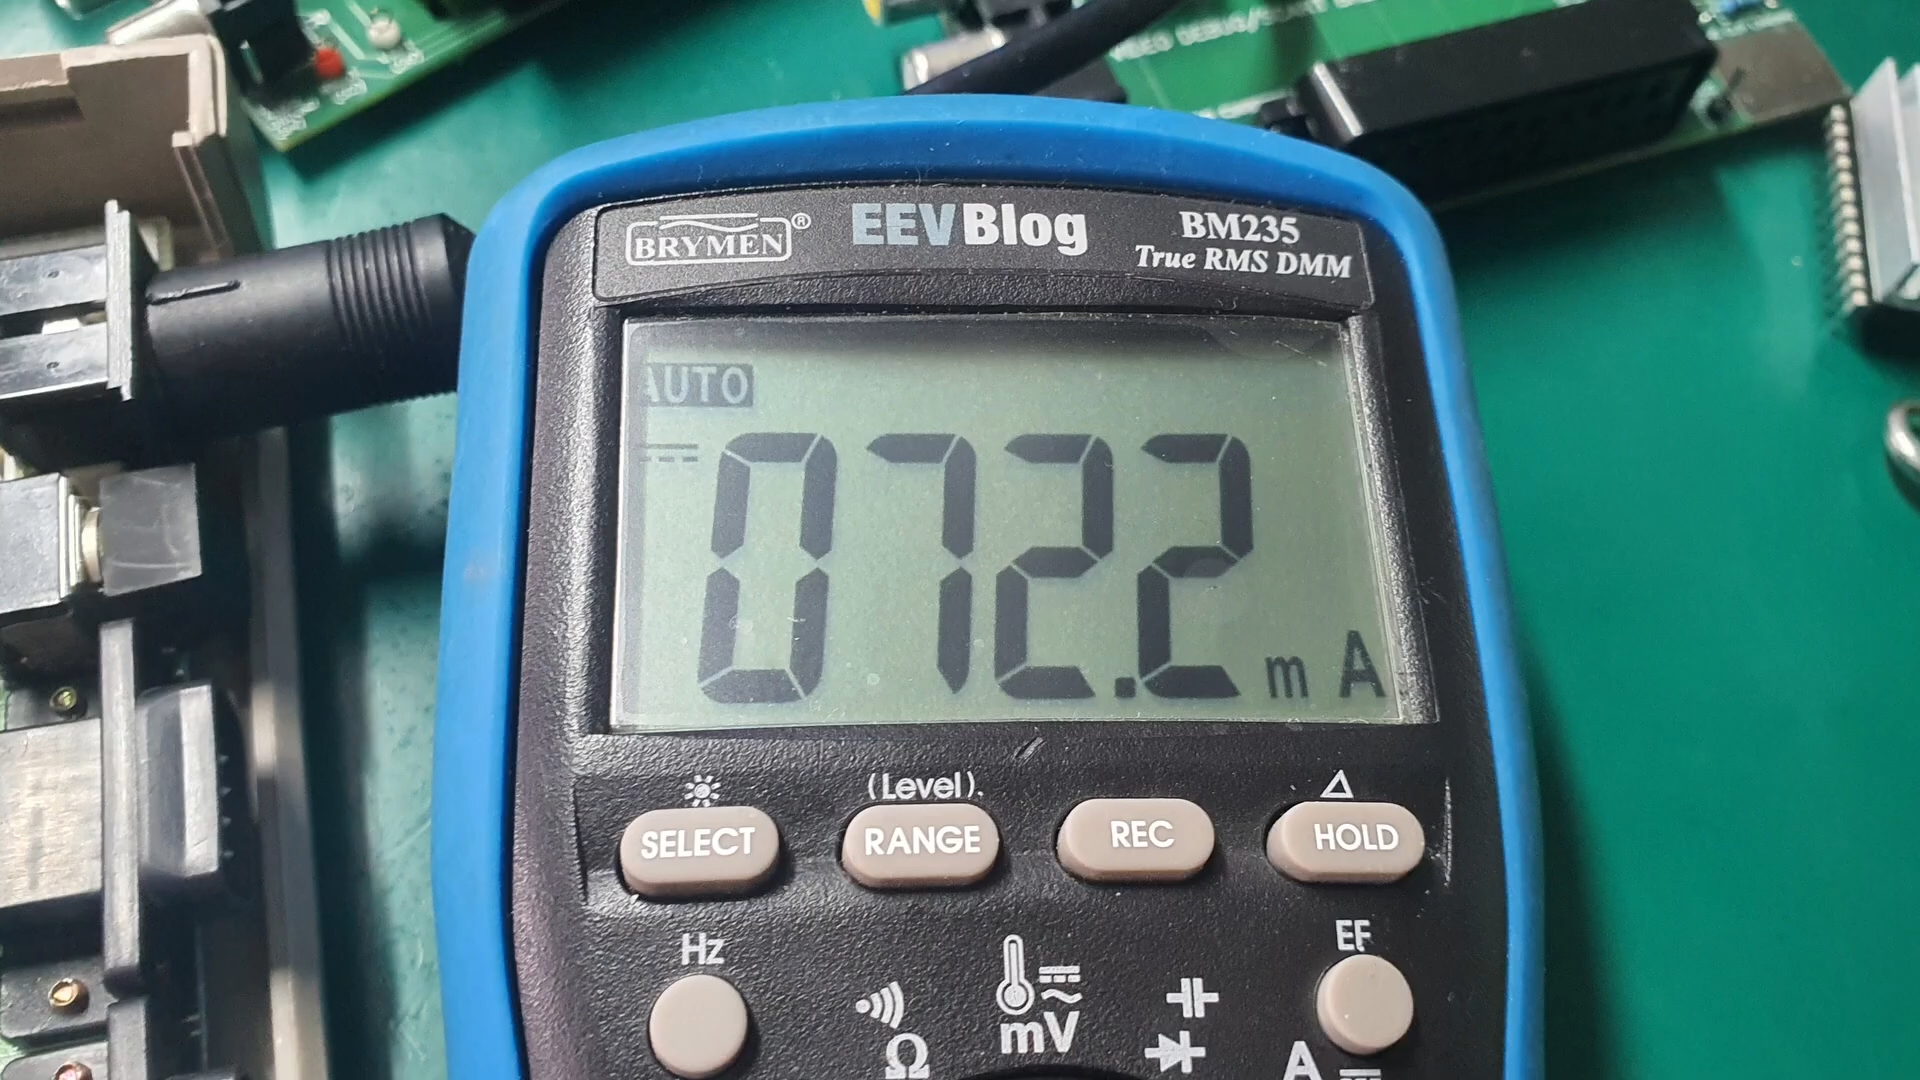 BRYMEN®
EEVBlog
BM235
True RMS DMM
AUTO
072.2 mA
(Level)
SELECT
RANGE
REC
HOLD
Hz
EF
mV
Ω
A